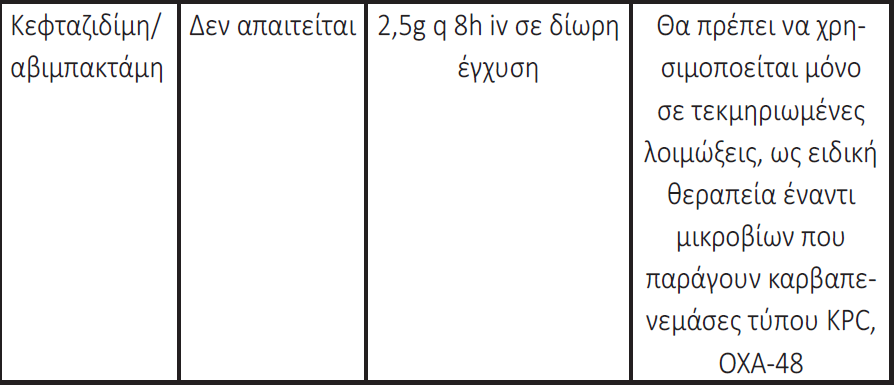 Κεφταζιδίμη/
αβιμπακτάμη
Δεν απαιτείται
2,5g q 8h iv σε δίωρη
έγχυση
Θα πρέπει να χρη-
σιμοποείται μόνο
σε τεκμηριωμένες
λοιμώξεις, ως ειδική
θεραπεία έναντι
μικροβίων που
παράγουν καρβαπε-
νεμάσες τύπου KPC,
OXA-48